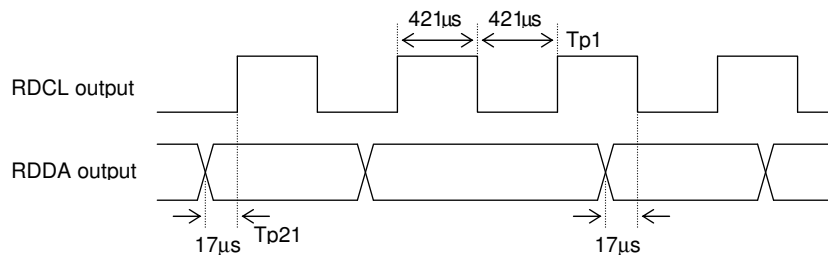 421µs 421µs
Tp1
RDCL output
RDDA output
Tp21
17µs 17µs